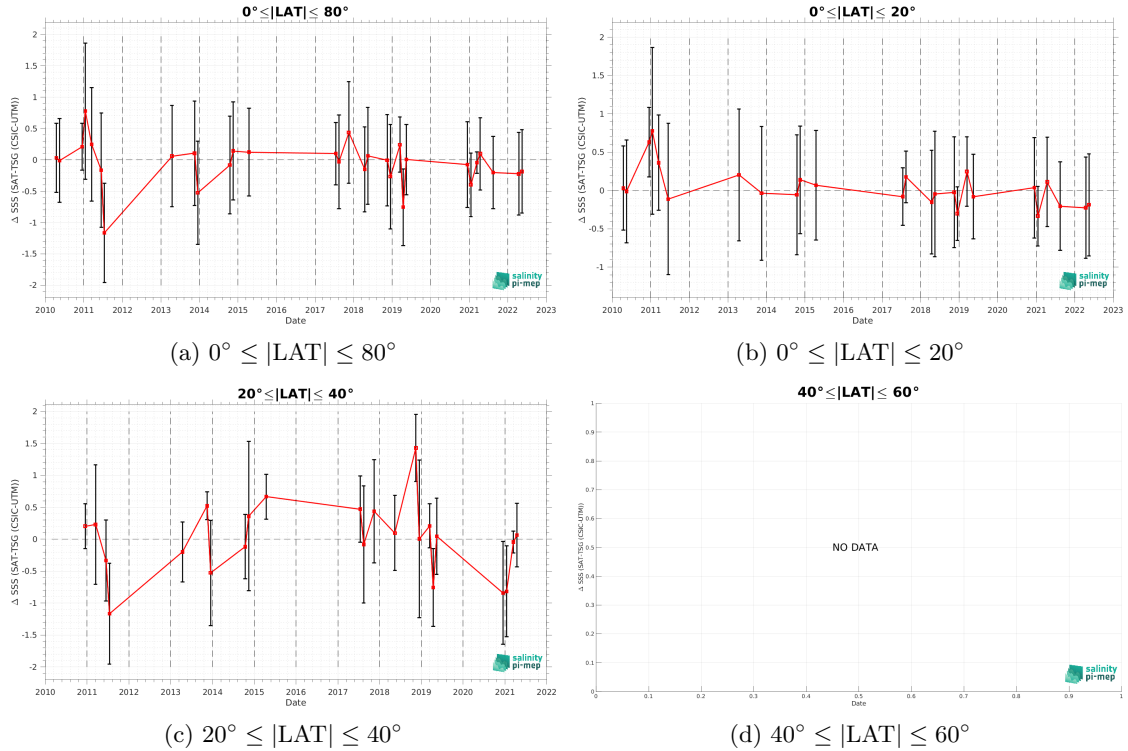 0°≤|LAT|≤ 80°
Δ SSS (SAT-TSG (CSIC-UTM))
2
1.5
1
0.5
0
-0.5
-1
-1.5
-2
2010 2011 2012 2013 2014 2015 2016 2017 2018 2019 2020 2021 2022 2023
Date
salinity
pi-mep
(a) 0° ≤ |LAT| ≤ 80°
0°≤|LAT|≤ 20°
Δ SSS (SAT-TSG (CSIC-UTM))
2
1.5
1
0.5
0
-0.5
-1
2010 2011 2012 2013 2014 2015 2016 2017 2018 2019 2020 2021 2022 2023
Date
salinity
pi-mep
(b) 0° ≤ |LAT| ≤ 20°
20°≤|LAT|≤ 40°
Δ SSS (SAT-TSG (CSIC-UTM))
2
1.5
1
0.5
0
-0.5
-1
-1.5
-2
2010 2011 2012 2013 2014 2015 2016 2017 2018 2019 2020 2021 2022
Date
salinity
pi-mep
(c) 20° ≤ |LAT| ≤ 40°
40°≤|LAT|≤ 60°
Δ SSS (SAT-TSG (CSIC-UTM))
1
0.9
0.8
0.7
0.6
0.5
0.4
0.3
0.2
0.1
0
NO DATA
0 0.1 0.2 0.3 0.4 0.5 0.6 0.7 0.8 0.9 1
Date
salinity
pi-mep
(d) 40° ≤ |LAT| ≤ 60°